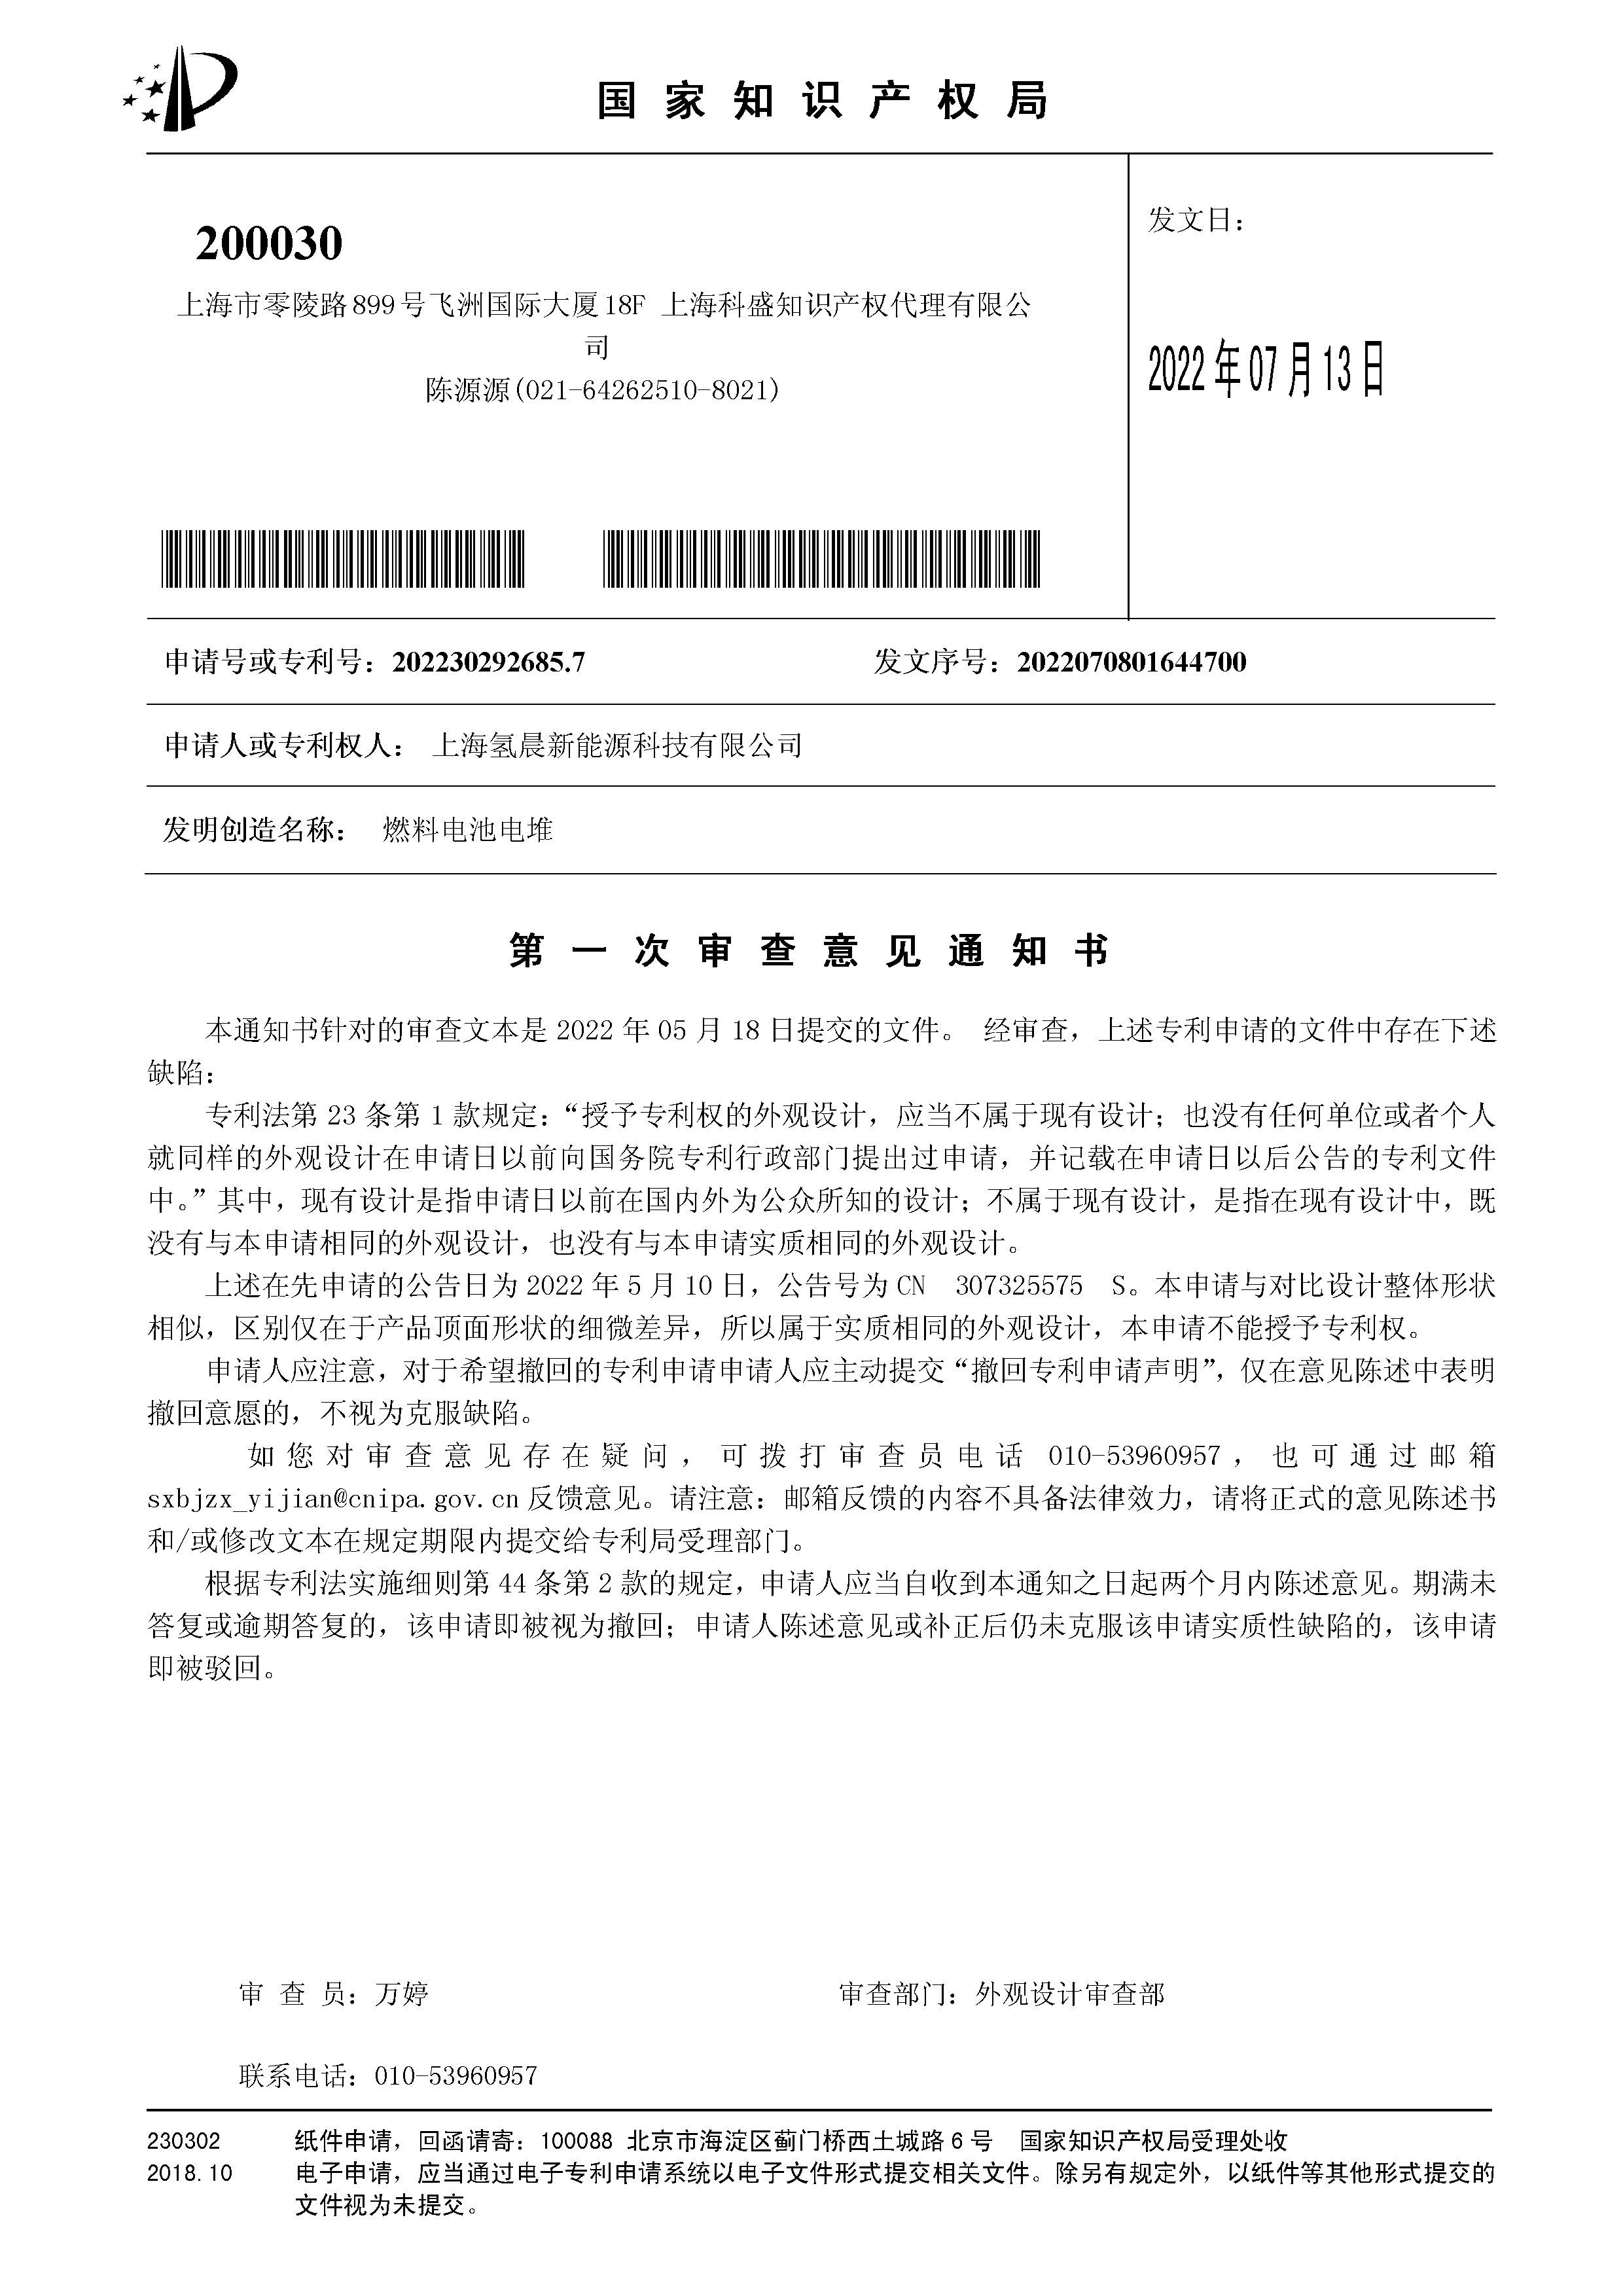 国家知识产权局
200030
上海市零陵路899号飞洲国际大厦18F 上海科盛知识产权代理有限公
司
陈源源(021-64262510-8021)
发文日：
2022年07月13日
申请号或专利号：202230292685.7
发文序号：2022070801644700
申请人或专利权人： 上海氢晨新能源科技有限公司
发明创造名称： 燃料电池电堆
第一次审查意见通知书
本通知书针对的审查文本是 2022 年 05 月 18 日提交的文件。 经审查，上述专利申请的文件中存在下述
缺陷：
专利法第 23 条第 1 款规定：“授予专利权的外观设计，应当不属于现有设计；也没有任何单位或者个人
就同样的外观设计在申请日以前向国务院专利行政部门提出过申请，并记载在申请日以后公告的专利文件
中。”其中，现有设计是指申请日以前在国内外为公众所知的设计；不属于现有设计，是指在现有设计中，既
没有与本申请相同的外观设计，也没有与本申请实质相同的外观设计。
上述在先申请的公告日为 2022 年 5 月 10 日，公告号为 CN 307325575 S。本申请与对比设计整体形状
相似，区别仅在于产品顶面形状的细微差异，所以属于实质相同的外观设计，本申请不能授予专利权。
申请人应注意，对于希望撤回的专利申请申请人应主动提交“撤回专利申请声明”，仅在意见陈述中表明
撤回意愿的，不视为克服缺陷。
如您对审查意见存在疑问，可拨打审查员电话 010-53960957，也可通过邮箱
sxbjzx_yijian@cnipa.gov.cn 反馈意见。请注意：邮箱反馈的内容不具备法律效力，请将正式的意见陈述书
和/或修改文本在规定期限内提交给专利局受理部门。
根据专利法实施细则第 44 条第 2 款的规定，申请人应当自收到本通知之日起两个月内陈述意见。期满未
答复或逾期答复的，该申请即被视为撤回；申请人陈述意见或补正后仍未克服该申请实质性缺陷的，该申请
即被驳回。
审 查 员：万婷
审查部门：外观设计审查部
联系电话：010-53960957
230302 纸件申请，回函请寄：100088 北京市海淀区蓟门桥西土城路 6 号 国家知识产权局受理处收
2018.10 电子申请，应当通过电子专利申请系统以电子文件形式提交相关文件。除另有规定外，以纸件等其他形式提交的
文件视为未提交。